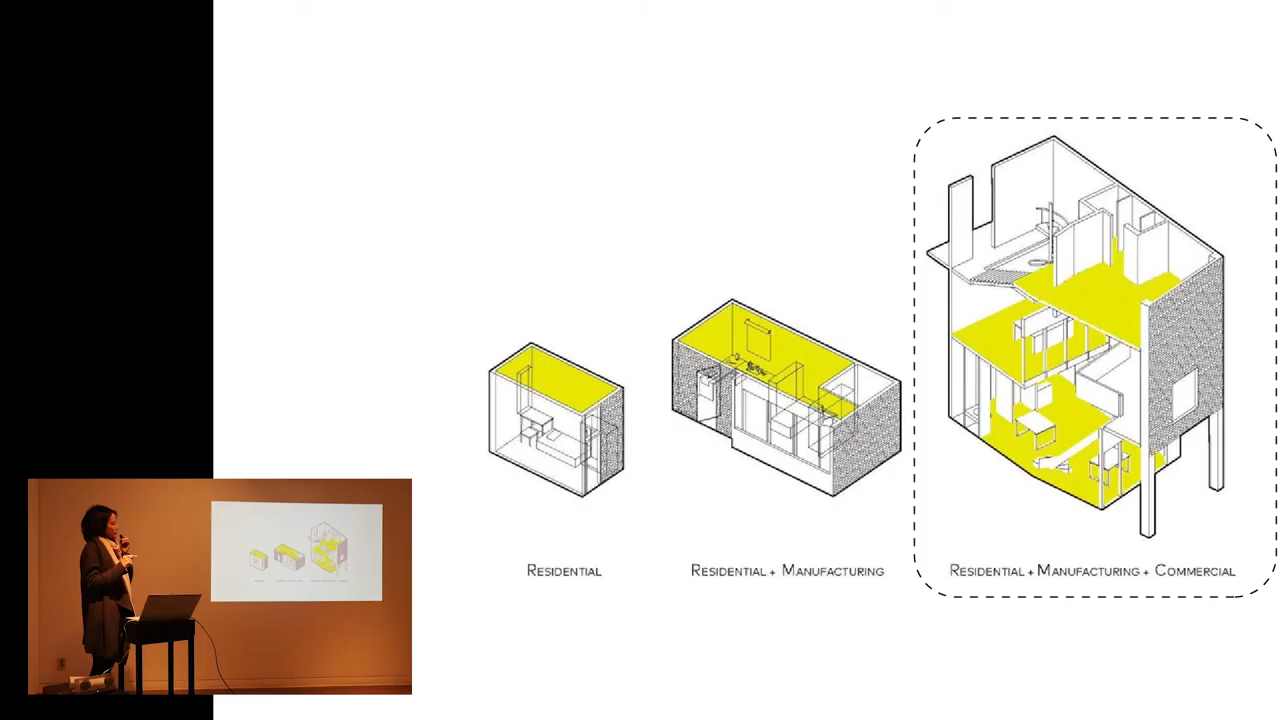 RESIDENTIAL
RESIDENTIAL + MANUFACTURING
RESIDENTIAL + MANUFACTURING + COMMERCIAL